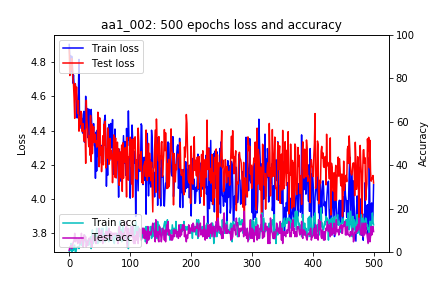 aa1_002: 500 epochs loss and accuracy
Train loss
Test loss
Train acc
Test acc
Loss
4.8
4.6
4.4
4.2
4.0
3.8
Accuracy
100
80
60
40
20
0
0
100
200
300
400
500